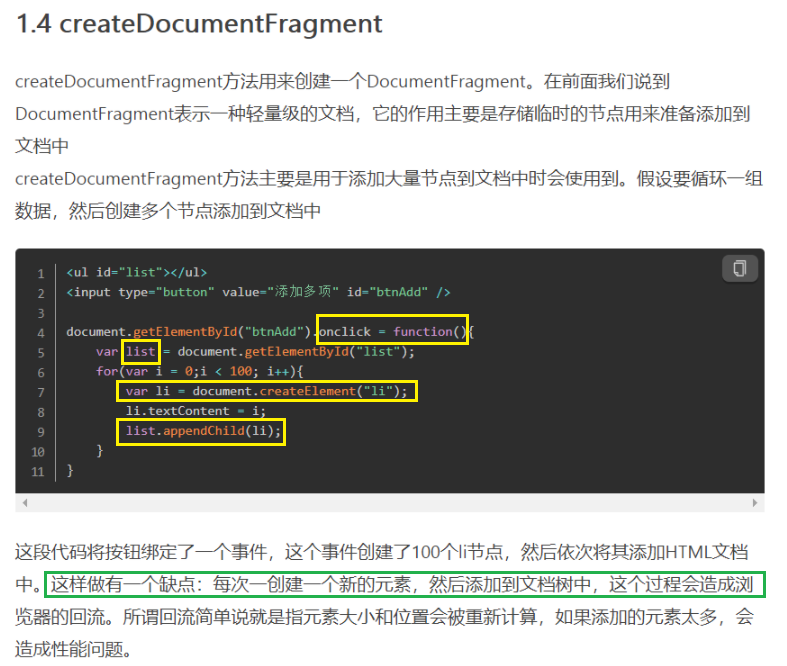 1.4 createDocumentFragment
createDocumentFragment方法用来创建一个DocumentFragment。在前面我们说到
DocumentFragment表示一种轻量级的文档，它的作用主要是存储临时的节点用来准备添加到
文档中
createDocumentFragment方法主要是用于添加大量节点到文档中时会使用到。假设要循环一组
数据，然后创建多个节点添加到文档中
1 <ul id="list"></ul>
2 <input type="button" value="添加多项" id="btnAdd" />
3
4 document.getElementById("btnAdd").onclick = function(){
5 var list = document.getElementById("list");
6 for(var i = 0;i < 100; i++){
7 var li = document.createElement("li");
8 li.textContent = i;
9 list.appendChild(li);
10 }
11 }
这段代码将按钮绑定了一个事件，这个事件创建了100个li节点，然后依次将其添加HTML文档
中。这样做有一个缺点：每次一创建一个新的元素，然后添加到文档树中，这个过程会造成浏
览器的回流。所谓回流简单说就是指元素大小和位置会被重新计算，如果添加的元素太多，会
造成性能问题。